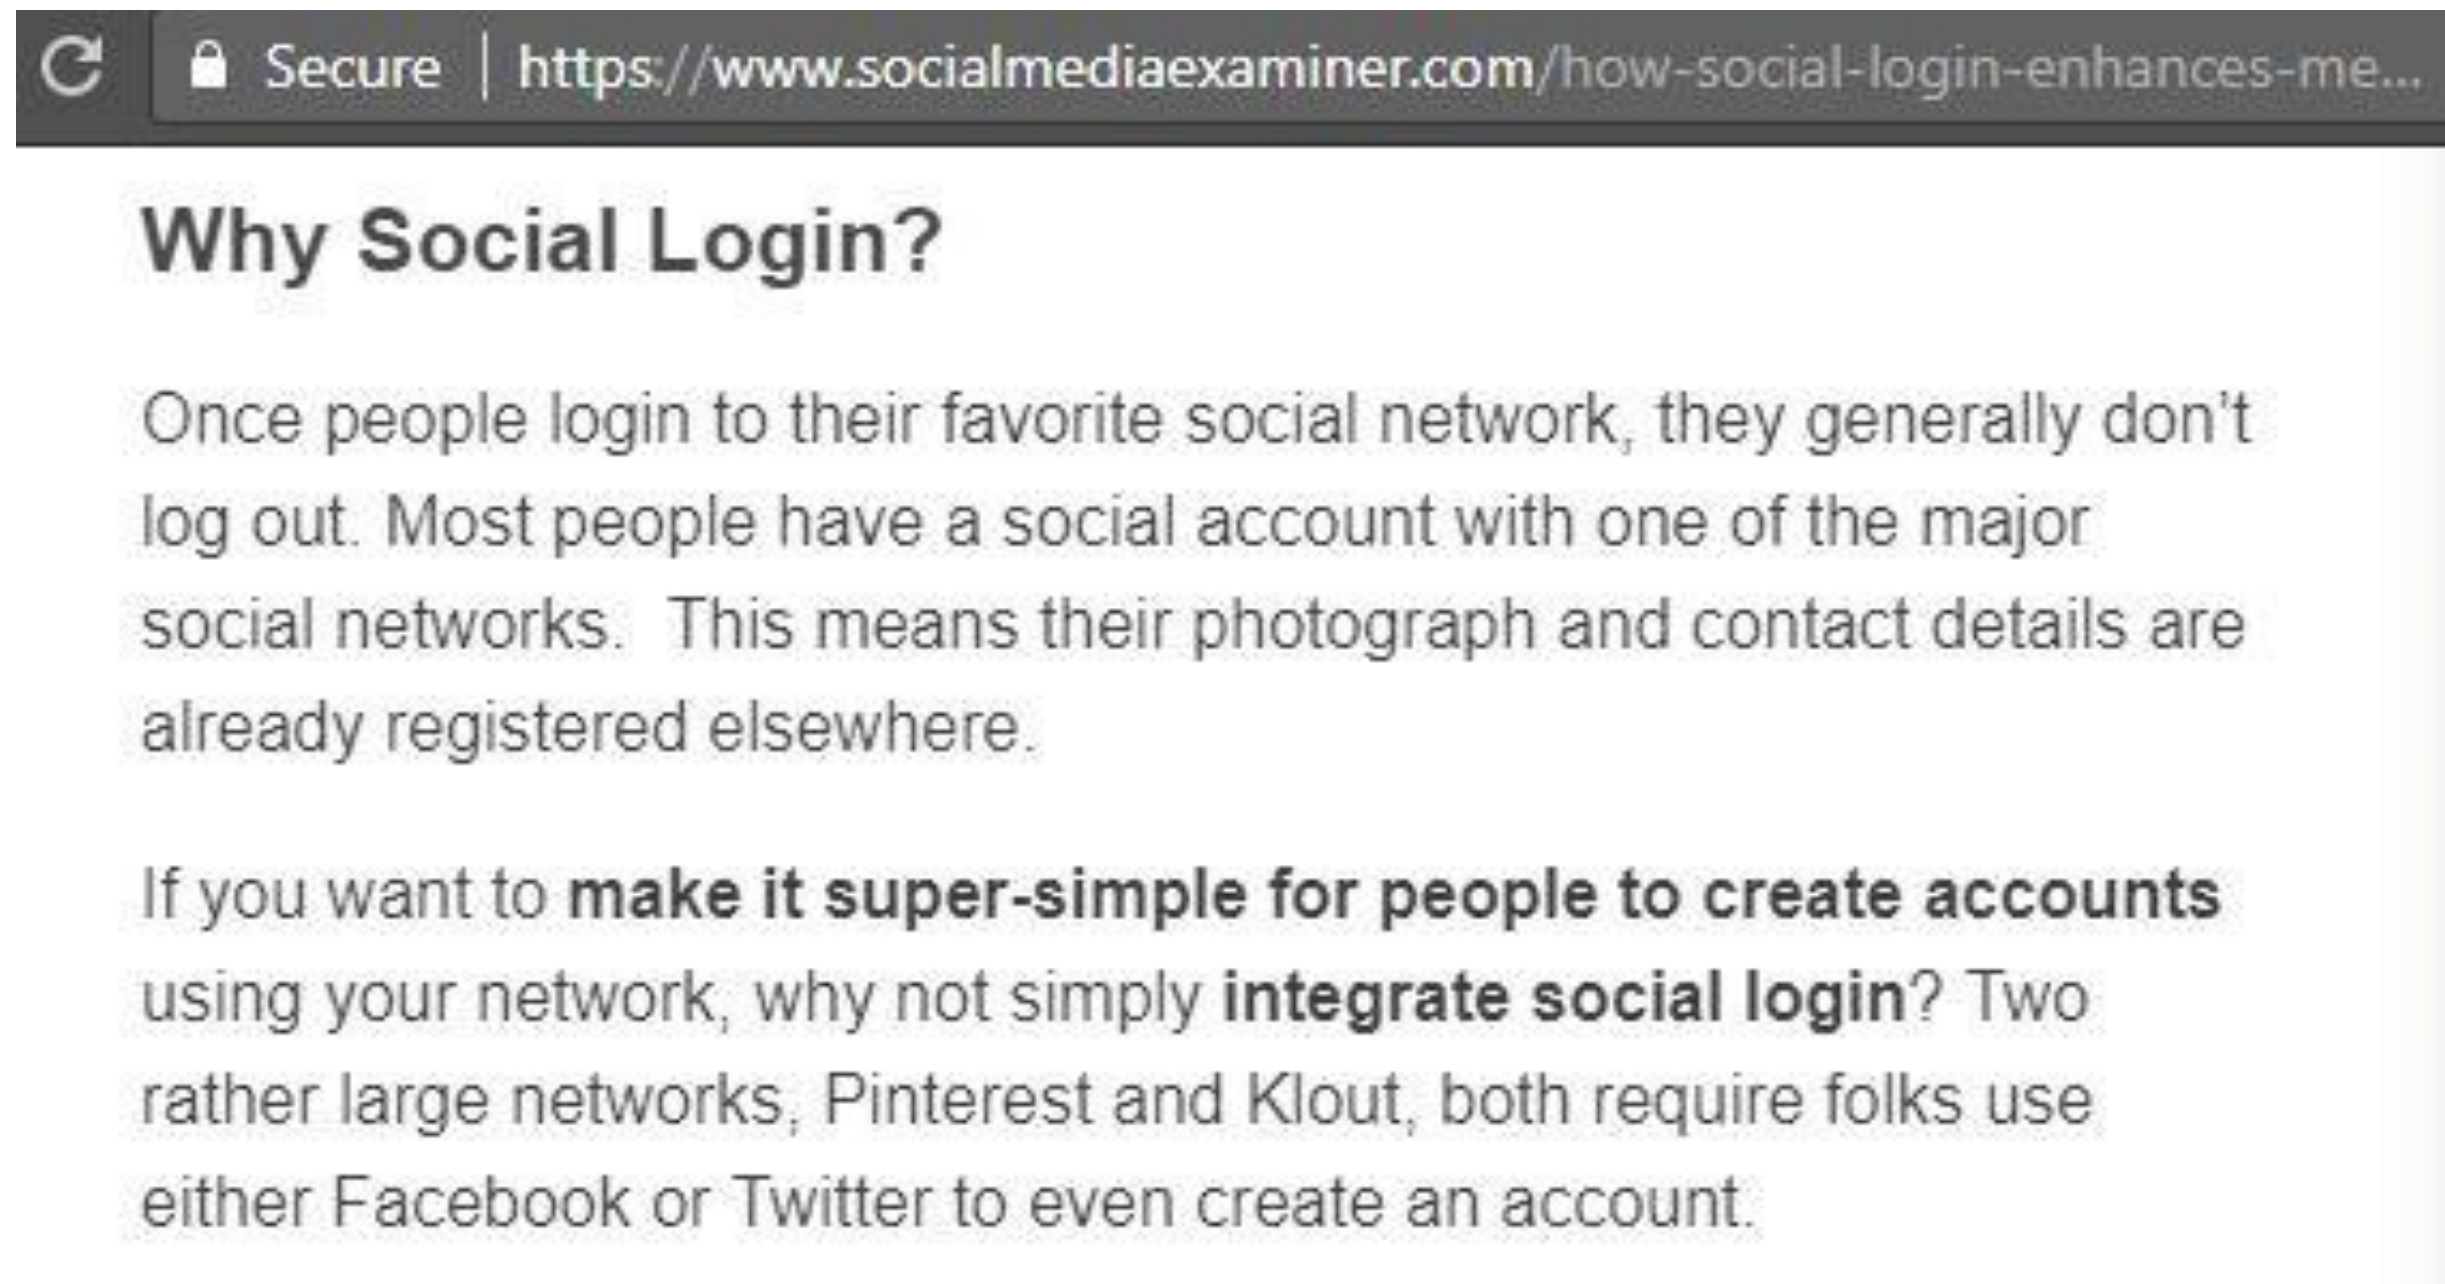 Secure | https://www.socialmediaexaminer.com/how-social-login-enhances-me...
Why Social Login?
Once people login to their favorite social network, they generally don't
log out. Most people have a social account with one of the major
social networks.  This means their photograph and contact details are
already registered elsewhere.
If you want to make it super-simple for people to create accounts
using your network, why not simply integrate social login? Two
rather large networks, Pinterest and Klout, both require folks use
either Facebook or Twitter to even create an account.